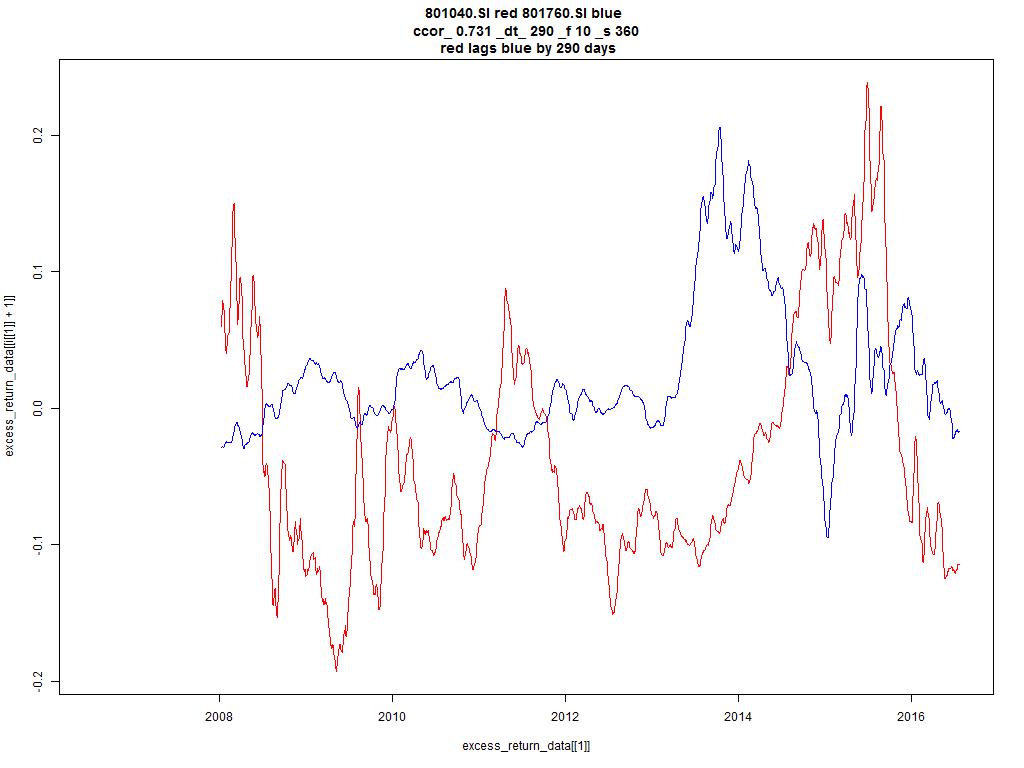 801040.SI red 801760.SI blue
ccor_ 0.731 _dt_ 290 _f 10 _s 360
red lags blue by 290 days
0.2
0.1
0.0
-0.1
-0.2
excess_return_data[[i[[1]] + 1]]
2008 2010 2012 2014 2016
excess_return_data[[1]]